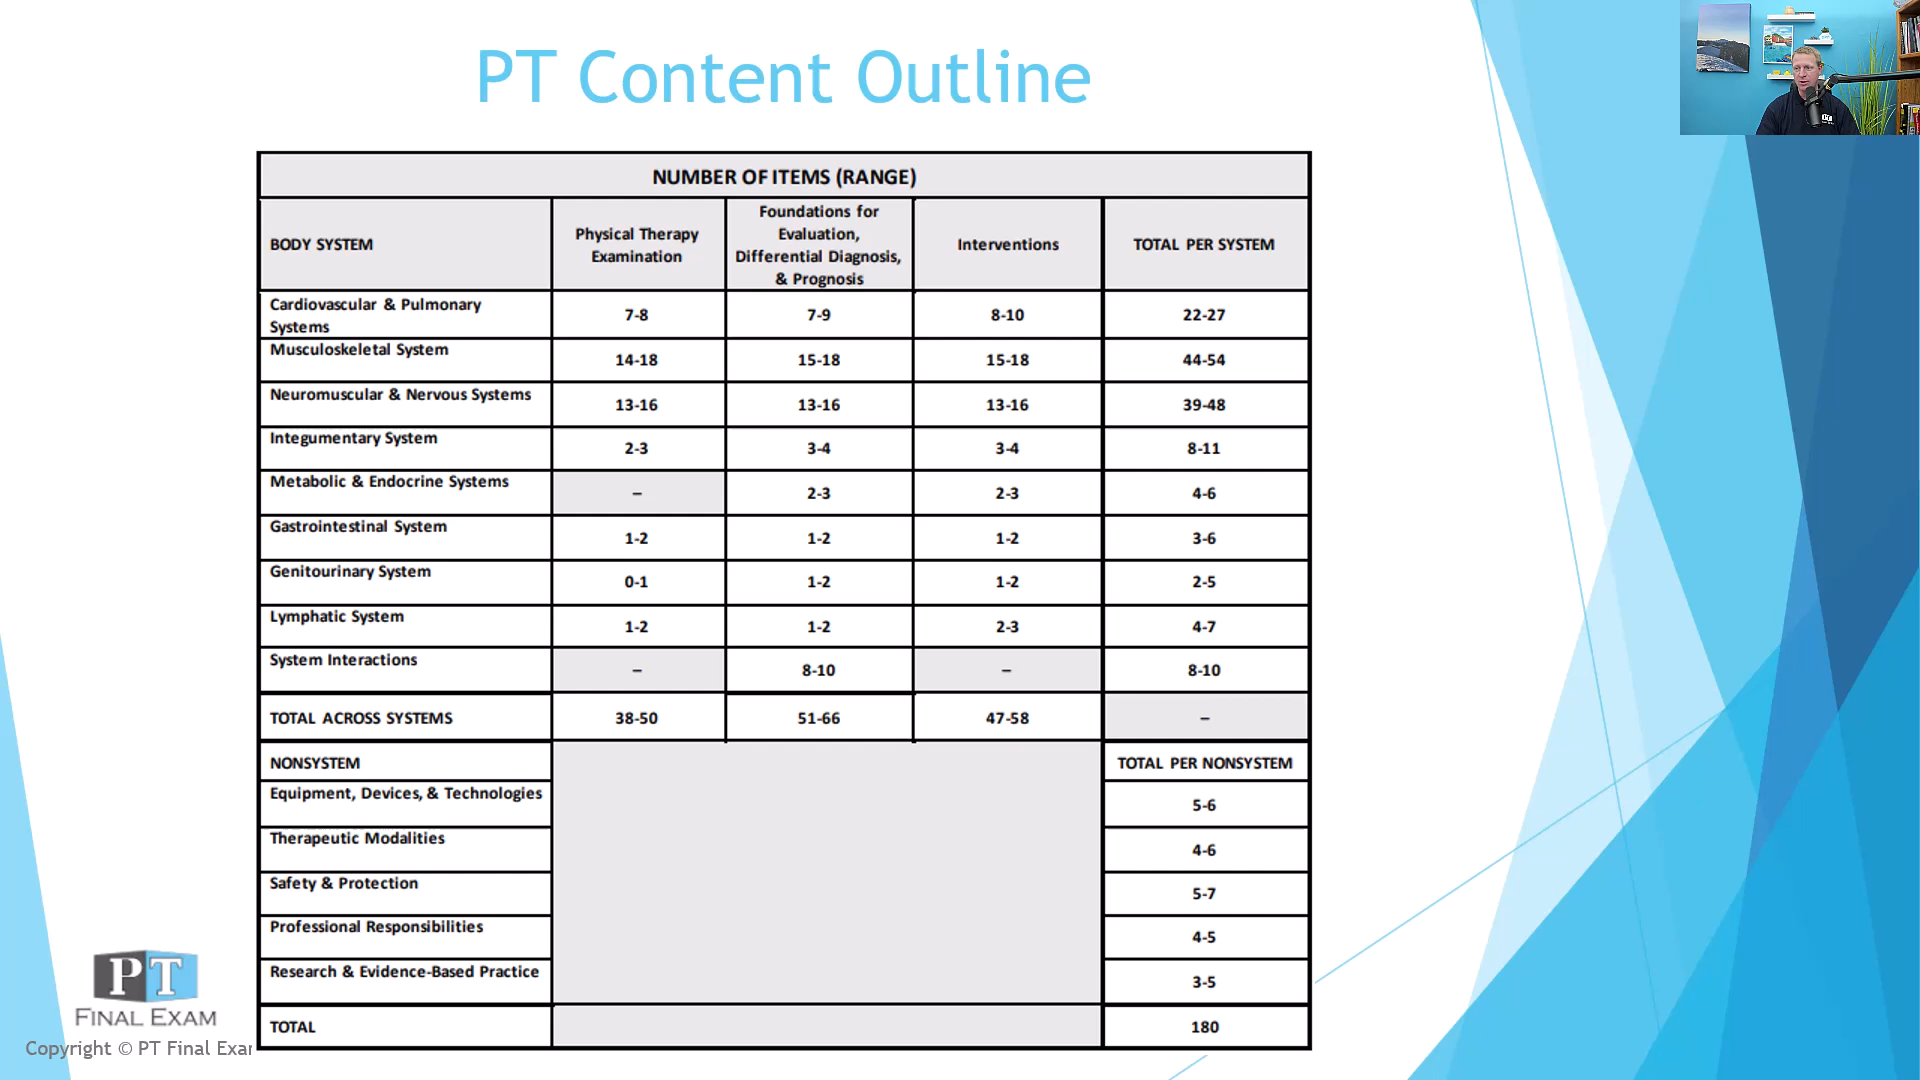 PT Content Outline
NUMBER OF ITEMS (RANGE)
BODY SYSTEM
Physical Therapy
Examination
Foundations for
Evaluation,
Differential Diagnosis,
& Prognosis
Interventions
TOTAL PER SYSTEM
Cardiovascular & Pulmonary
Systems
7-8
7-9
8-10
22-27
Musculoskeletal System
14-18
15-18
15-18
44-54
Neuromuscular & Nervous Systems
13-16
13-16
13-16
39-48
Integumentary System
2-3
3-4
3-4
8-11
Metabolic & Endocrine Systems
–
2-3
2-3
4-6
Gastrointestinal System
1-2
1-2
1-2
3-6
Genitourinary System
0-1
1-2
1-2
2-5
Lymphatic System
1-2
1-2
2-3
4-7
System Interactions
–
8-10
–
8-10
TOTAL ACROSS SYSTEMS
38-50
51-66
47-58
–
NONSYSTEM
TOTAL PER NONSYSTEM
Equipment, Devices, & Technologies
5-6
Therapeutic Modalities
4-6
Safety & Protection
5-7
Professional Responsibilities
4-5
Research & Evidence-Based Practice
3-5
TOTAL
180
PT
FINAL EXAM
Copyright © PT Final Exar